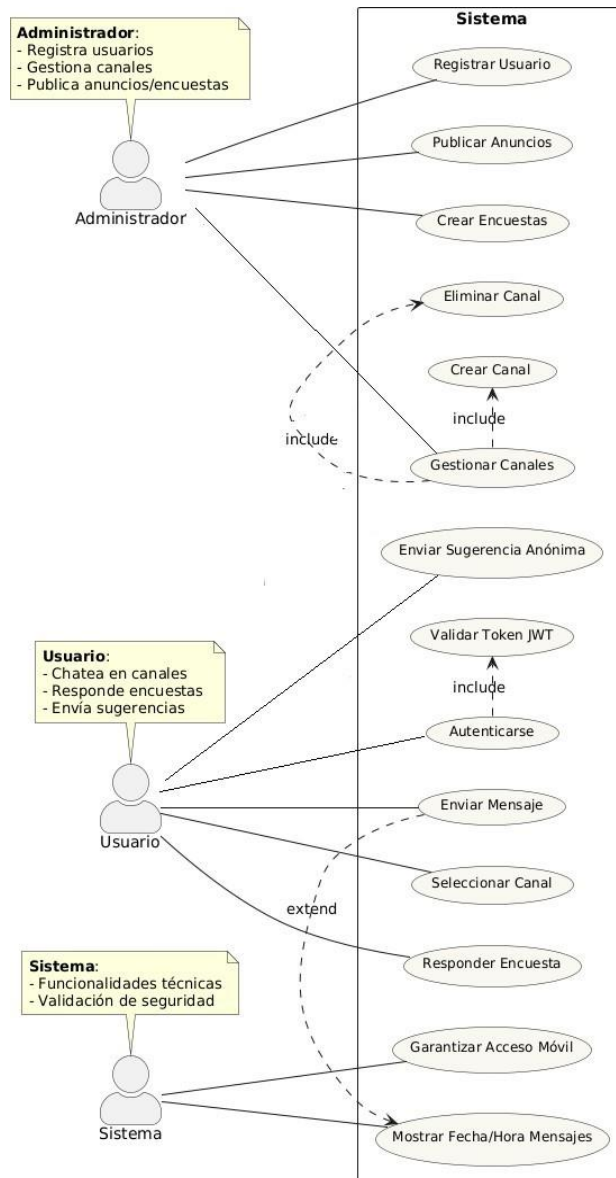 Sistema
Administrador:
- Registra usuarios
- Gestiona canales
- Publica anuncios/encuestas
Registrar Usuario
Publicar Anuncios
Administrador
Crear Encuestas
Eliminar Canal
Crear Canal
include
include
Gestionar Canales
Enviar Sugerencia Anónima
Usuario:
- Chatea en canales
- Responde encuestas
- Envía sugerencias
Validar Token JWT
include
Autenticarse
Enviar Mensaje
Usuario
Seleccionar Canal
extend
Responder Encuesta
Sistema:
- Funcionalidades técnicas
- Validación de seguridad
Garantizar Acceso Móvil
Sistema
Mostrar Fecha/Hora Mensajes